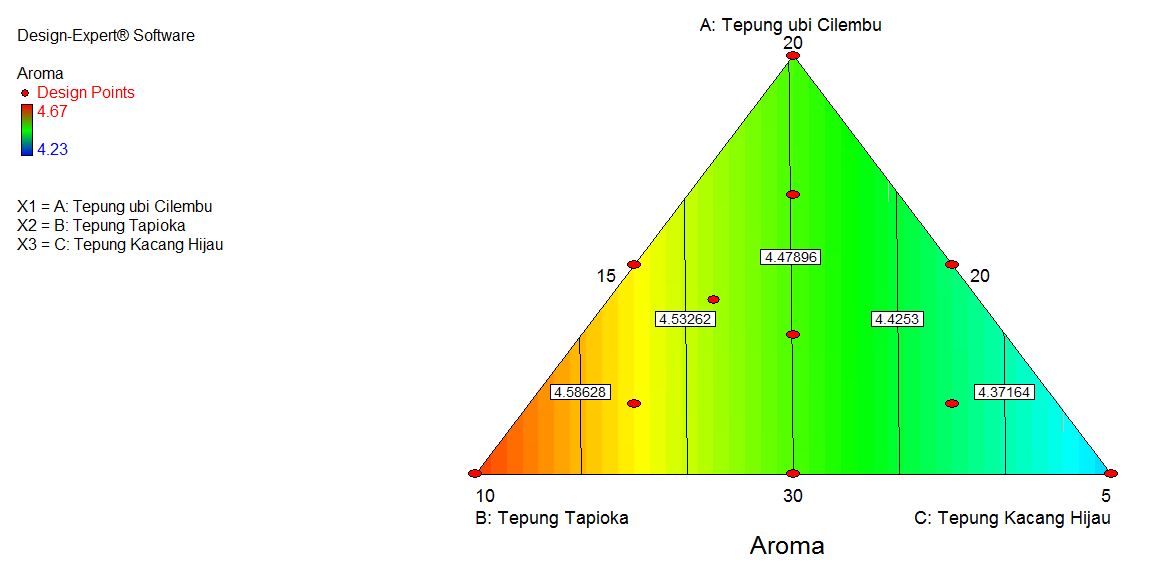 Design-Expert® Software
Aroma
Design Points
4.67
4.23
X1 = A: Tepung ubi Cilembu
X2 = B: Tepung Tapioka
X3 = C: Tepung Kacang Hijau
A: Tepung ubi Cilembu
20
15
20
4.47896
4.53262
4.4253
4.58628
4.37164
10
30
5
B: Tepung Tapioka
C: Tepung Kacang Hijau
Aroma